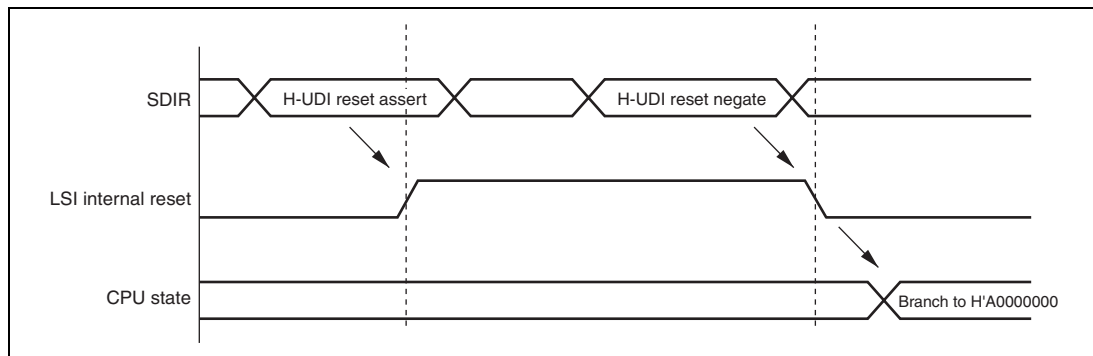 SDIR
H-UDI reset assert
H-UDI reset negate
LSI internal reset
CPU state
Branch to H'A0000000